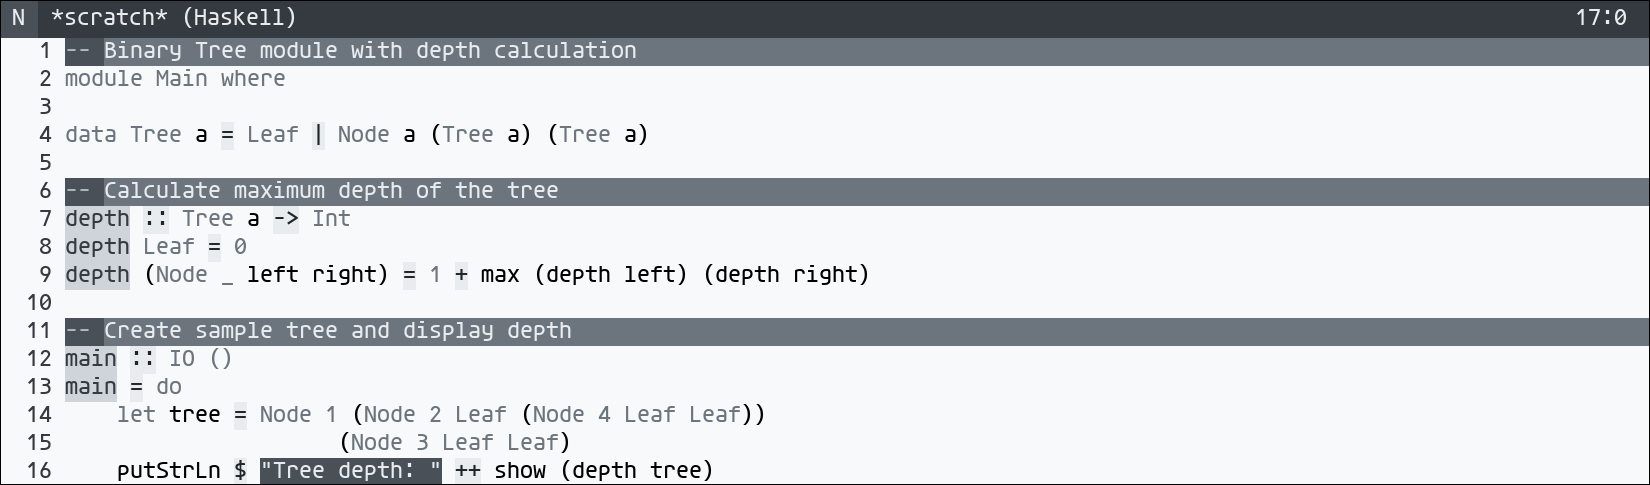 N *scratch* (Haskell) 17:0
1 -- Binary Tree module with depth calculation
2 module Main where
3
4 data Tree a = Leaf | Node a (Tree a) (Tree a)
5
6 -- Calculate maximum depth of the tree
7 depth :: Tree a -> Int
8 depth Leaf = 0
9 depth (Node _ left right) = 1 + max (depth left) (depth right)
10
11 -- Create sample tree and display depth
12 main :: IO ()
13 main = do
14     let tree = Node 1 (Node 2 Leaf (Node 4 Leaf Leaf))
15                      (Node 3 Leaf Leaf)
16     putStrLn $ "Tree depth: " ++ show (depth tree)